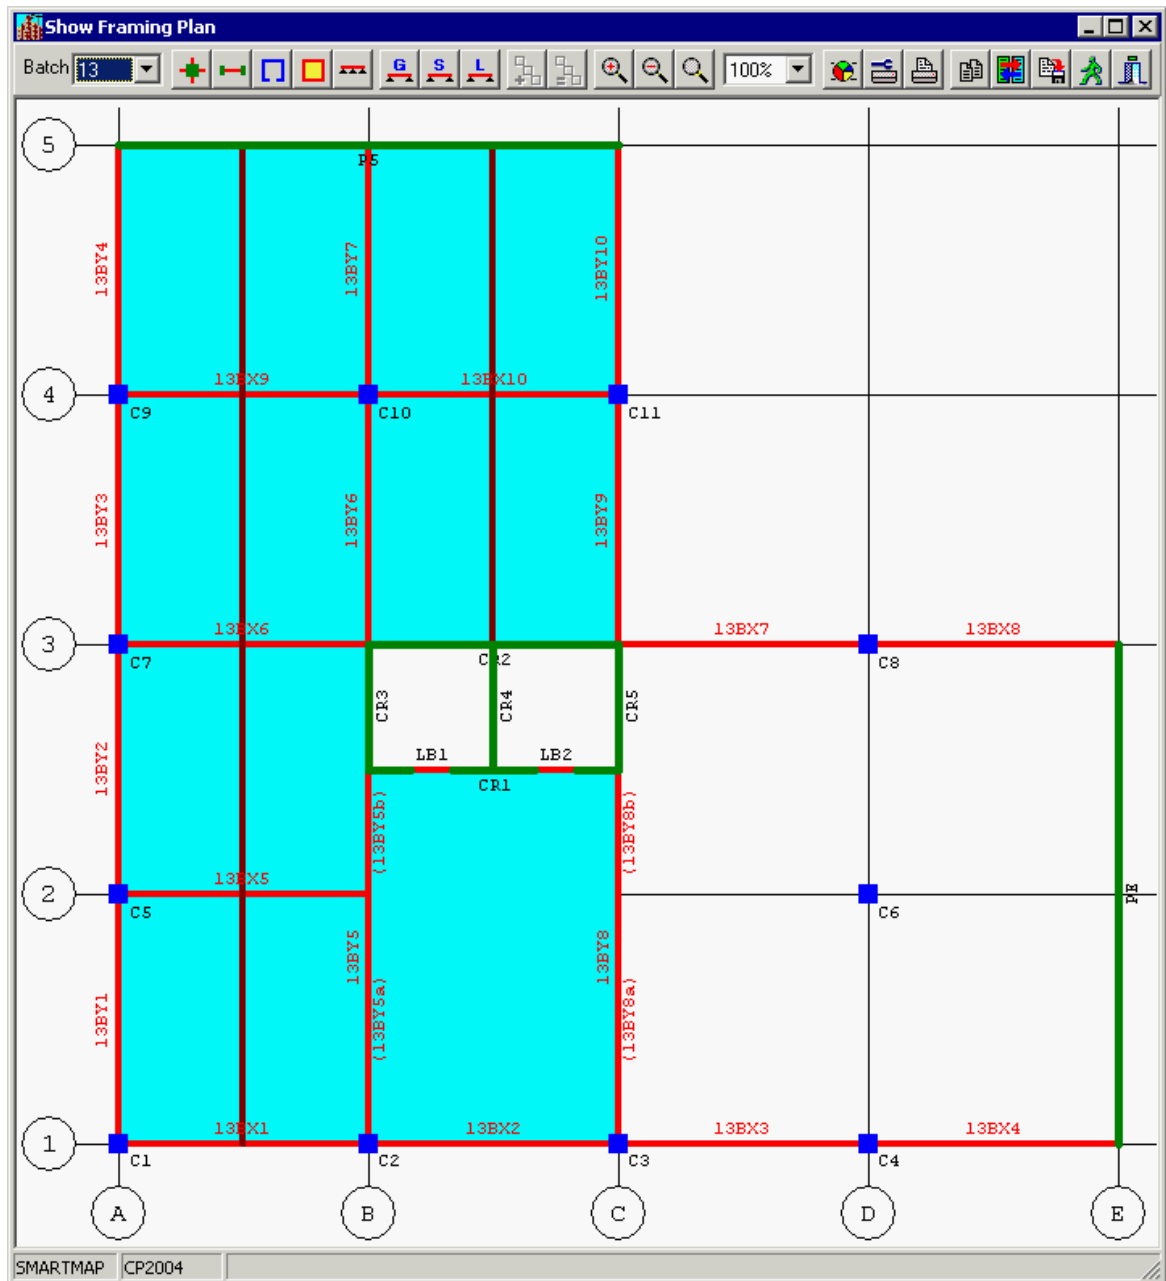 Show Framing Plan
Batch 13 G S L 100%
5
P5
13BY4 13BY7 13BY10
13BX9 13BX10
4
C9 C10 C11
13BY3 13BY6 13BY9
13BX6 13BX7 13BX8
3
C7 CR2 C8
CR3 CR4 CR5
13BY2 LB1 LB2
CR1
(13BY5b) (13BY8b)
13BX5
2
C5 C6 PE
13BY5 13BY8
13BY1 (13BY5a) (13BY8a)
13BX1 13BX2 13BX3 13BX4
1
C1 C2 C3 C4
A B C D E
SMARTMAP CP2004